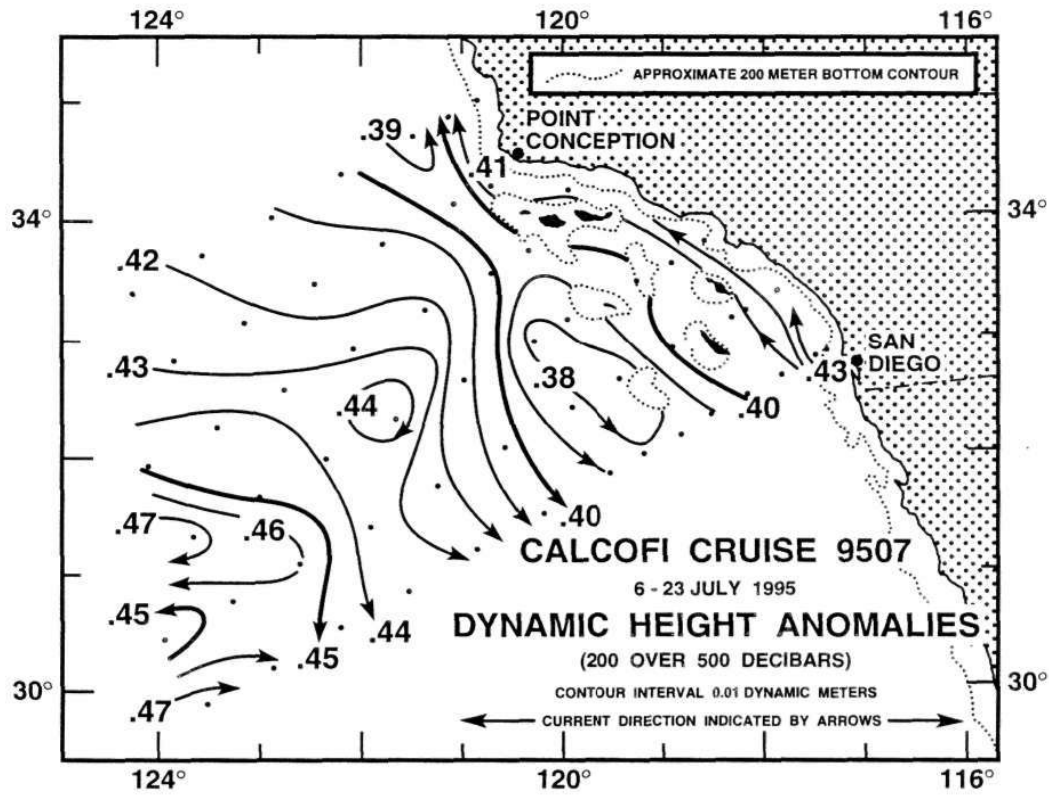 124°
120°
116°
APPROXIMATE 200 METER BOTTOM CONTOUR
.39
POINT
CONCEPTION
.41
34°
34°
.42
.43
SAN
DIEGO
.43
.44
.38
.40
.47
.46
.40
CALCOFI CRUISE 9507
6 - 23 JULY 1995
.45
.44
DYNAMIC HEIGHT ANOMALIES
.45
(200 OVER 500 DECIBARS)
30°
30°
.47
CONTOUR INTERVAL 0.01 DYNAMIC METERS
CURRENT DIRECTION INDICATED BY ARROWS
124°
120°
116°